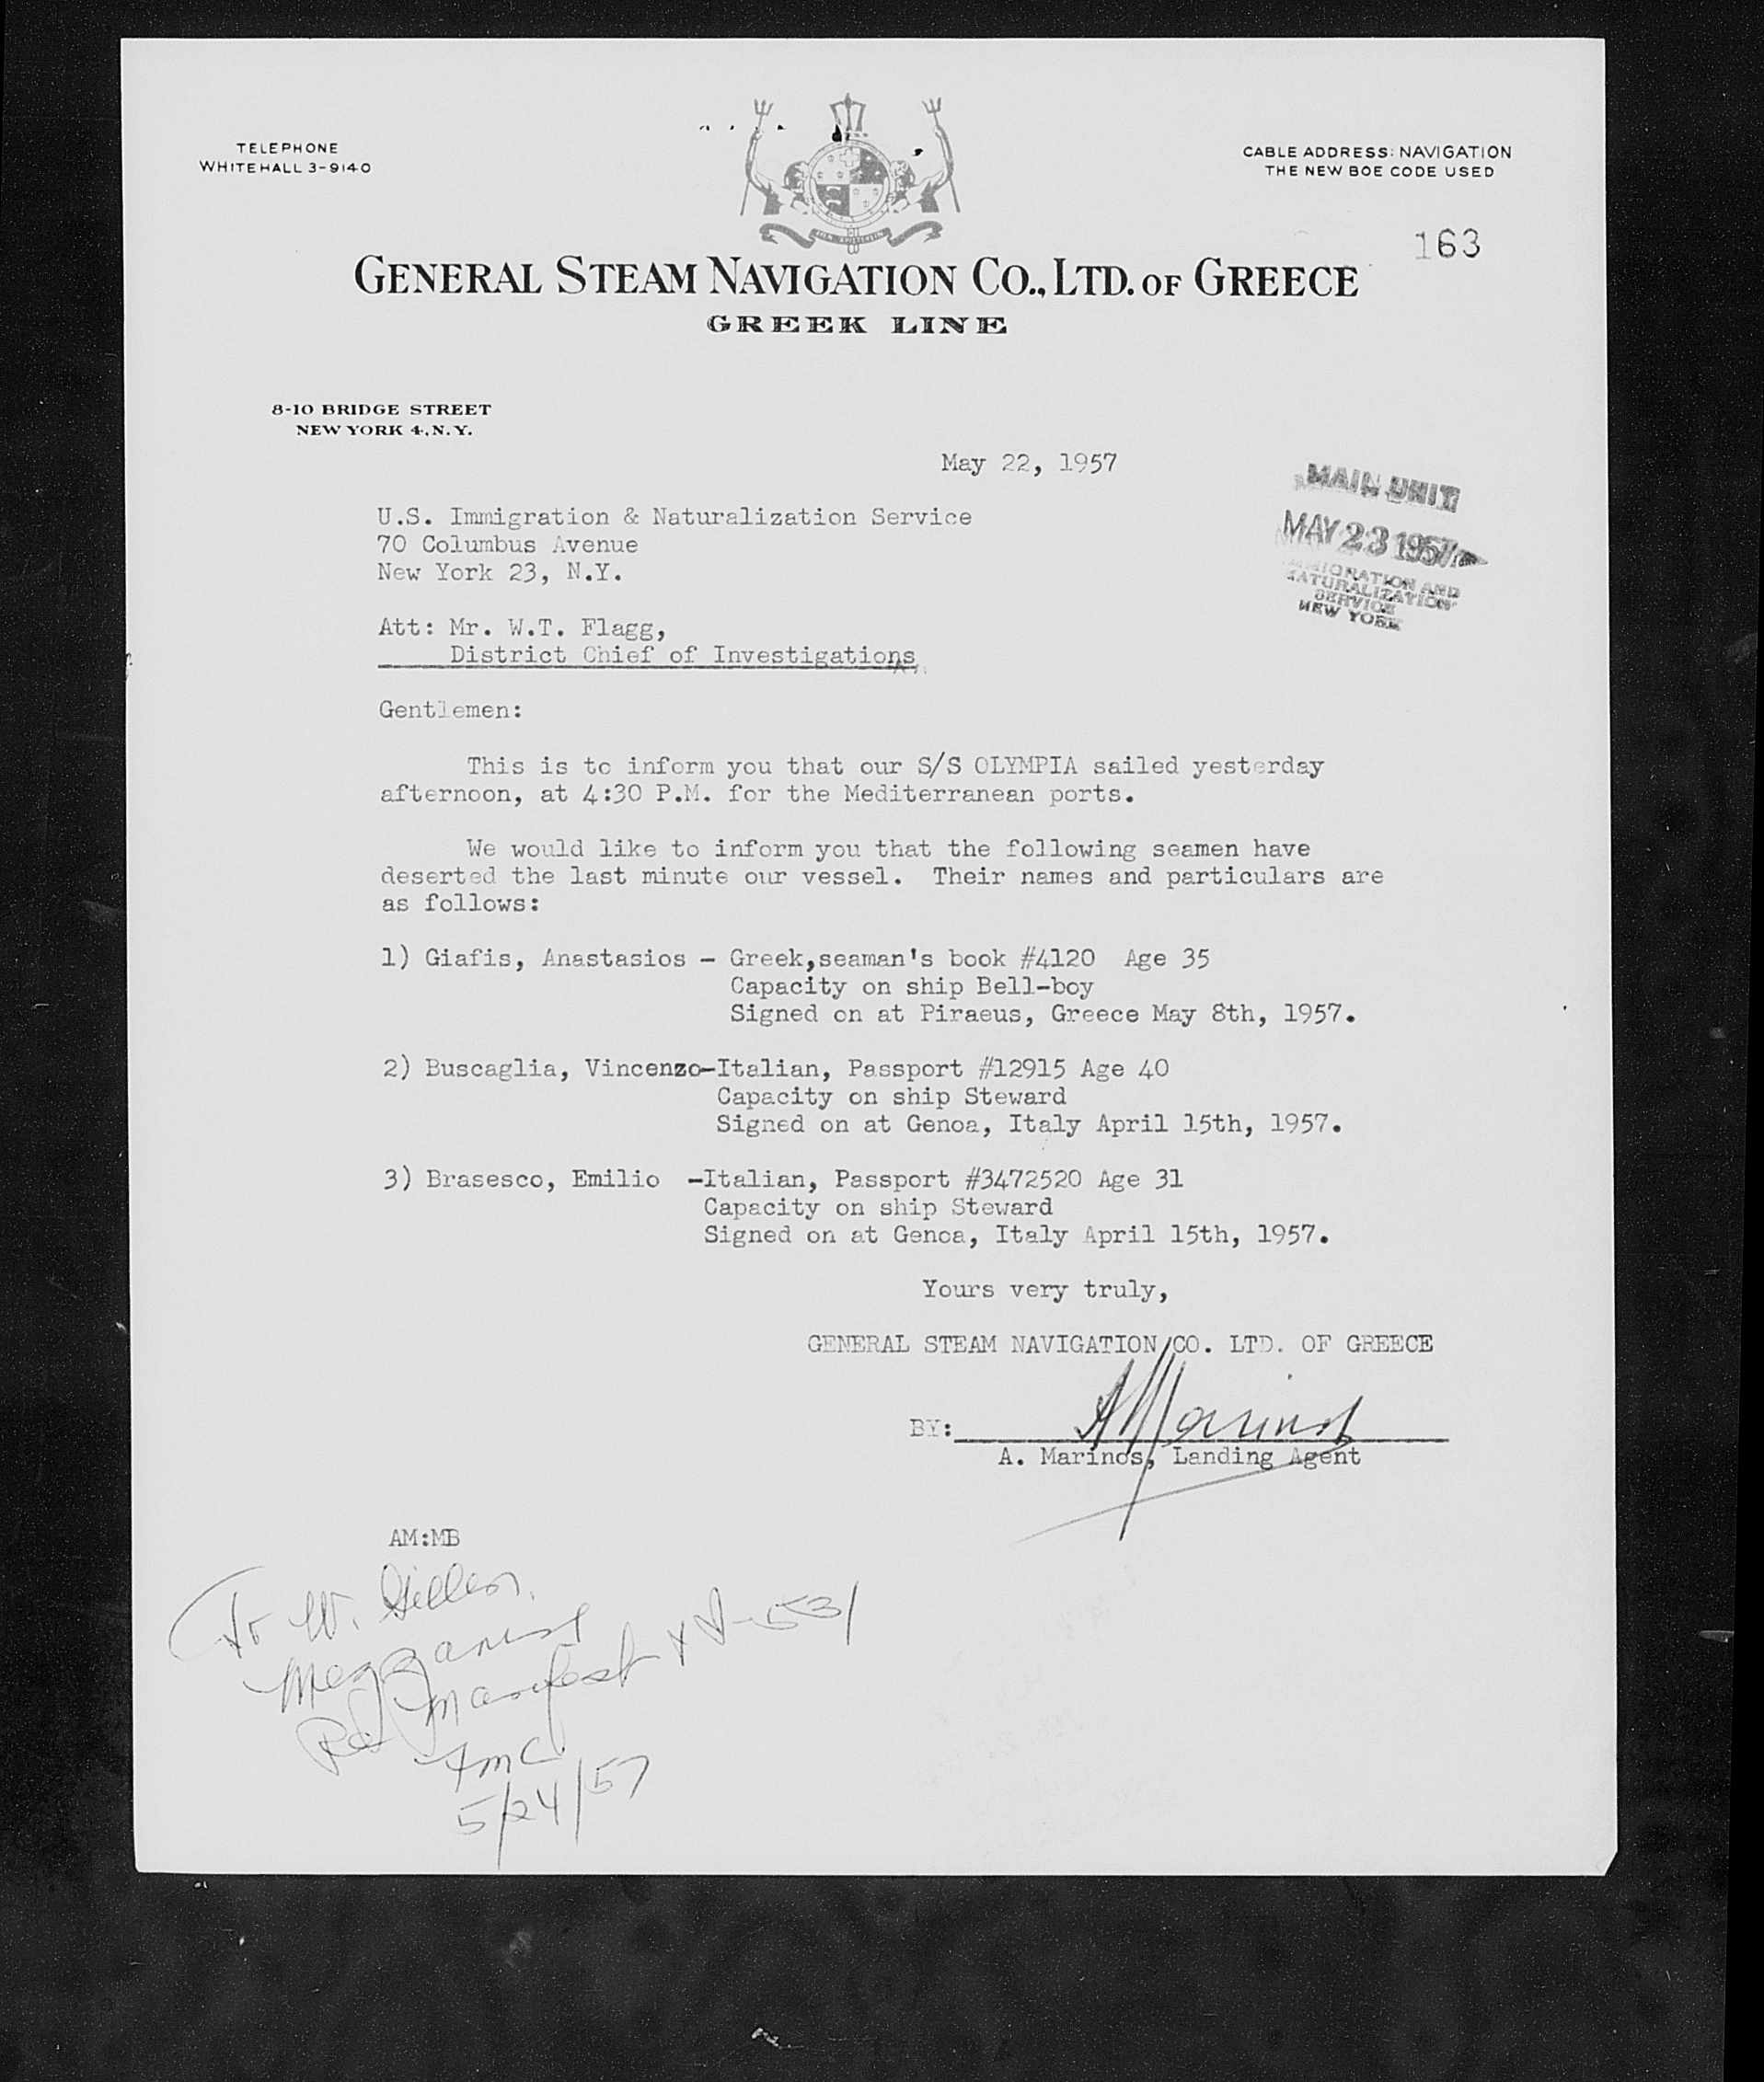 TELEPHONE
WHITEHALL 3-9140
CABLE ADDRESS: NAVIGATION
THE NEW BOE CODE USED
163
GENERAL STEAM NAVIGATION CO., LTD. OF GREECE
GREEK LINE
8-10 BRIDGE STREET
NEW YORK 4, N.Y.
May 22, 1957
MAIL UNIT
MAY 23 1957
IMMIGRATION AND
NATURALIZATION
SERVICE
NEW YORK
U.S. Immigration & Naturalization Service
70 Columbus Avenue
New York 23, N.Y.
Att: Mr. W.T. Flagg,
District Chief of Investigations
Gentlemen:
This is to inform you that our S/S OLYMPIA sailed yesterday
afternoon, at 4:30 P.M. for the Mediterranean ports.
We would like to inform you that the following seamen have
deserted the last minute our vessel. Their names and particulars are
as follows:
1) Giafis, Anastasios - Greek,seaman's book #4120 Age 35
Capacity on ship Bell-boy
Signed on at Piraeus, Greece May 8th, 1957.
2) Buscaglia, Vincenzo-Italian, Passport #12915 Age 40
Capacity on ship Steward
Signed on at Genoa, Italy April 15th, 1957.
3) Brasesco, Emilio -Italian, Passport #3472520 Age 31
Capacity on ship Steward
Signed on at Genoa, Italy April 15th, 1957.
Yours very truly,
GENERAL STEAM NAVIGATION CO. LTD. OF GREECE
BY: A Marinos
A. Marinos, Landing Agent
AM:MB
To W.
Manifest
5/24/57